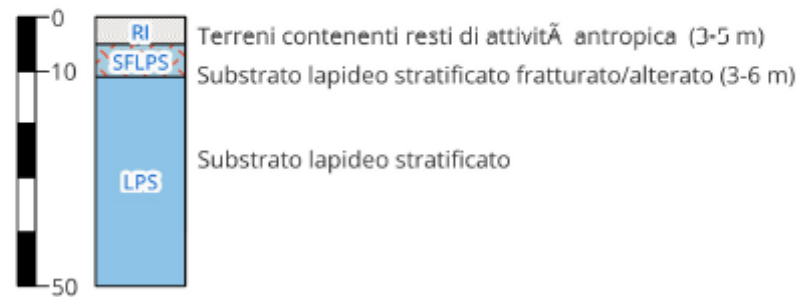 0
RI
Terreni contenenti resti di attivitÃ  antropica (3-5 m)
SFLPS
10
Substrato lapideo stratificato fratturato/alterato (3-6 m)
Substrato lapideo stratificato
LPS
50